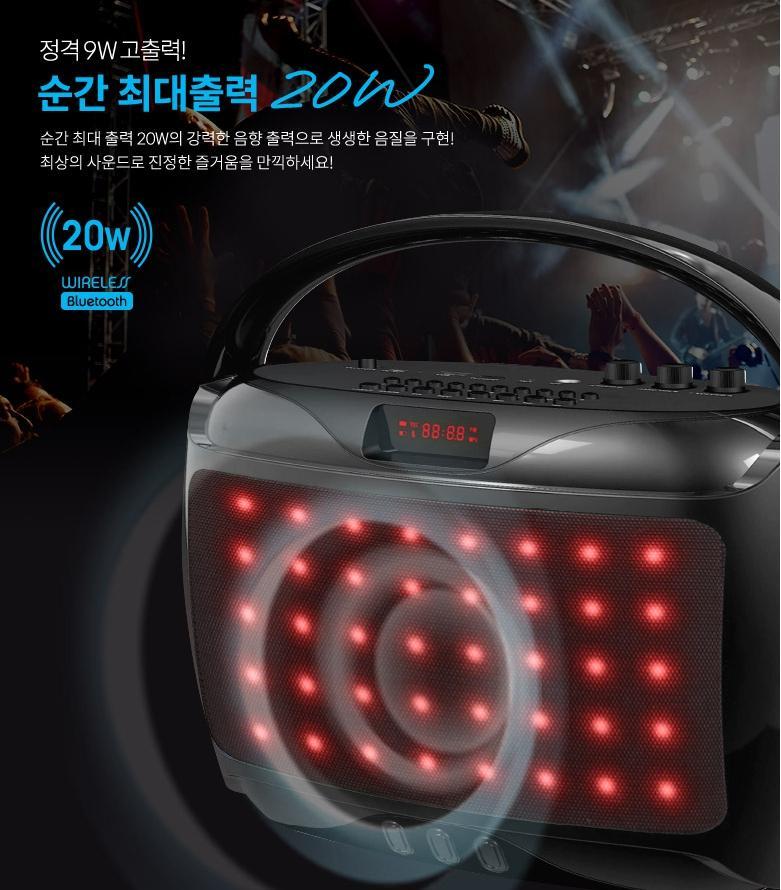 정격 9W 고출력!
순간 최대출력 20W
순간 최대 출력 20W의 강력한 음향 출력으로 생생한 음질을 구현!
최상의 사운드로 진정한 즐거움을 만끽하세요!
20w
WIRELESS
Bluetooth
88:8.8